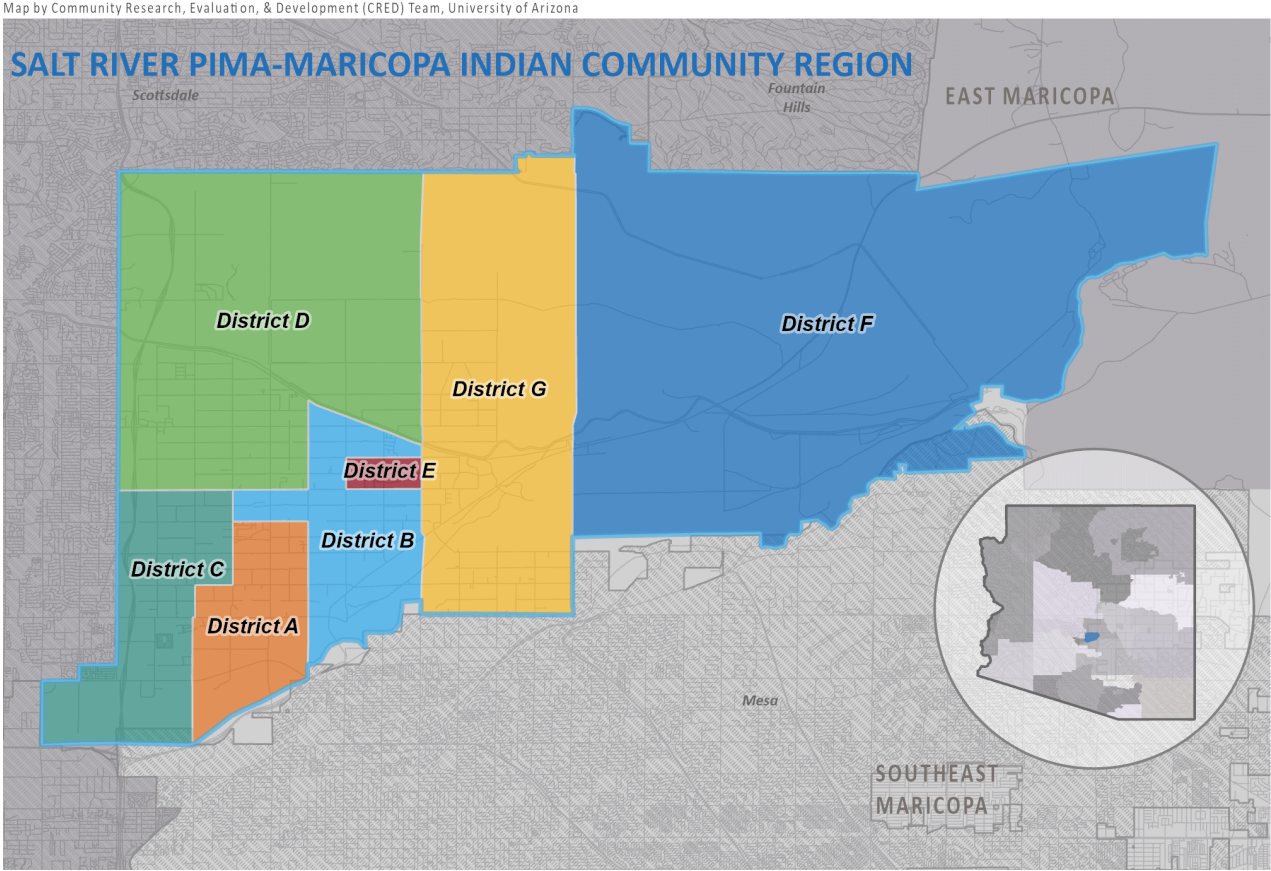 Map by Community Research, Evaluation, & Development (CRED) Team, University of Arizona
SALT RIVER PIMA-MARICOPA INDIAN COMMUNITY REGION
Scottsdale
Fountain
Hills
EAST MARICOPA
District D
District F
District G
District E
District B
District C
District A
Mesa
SOUTHEAST
MARICOPA